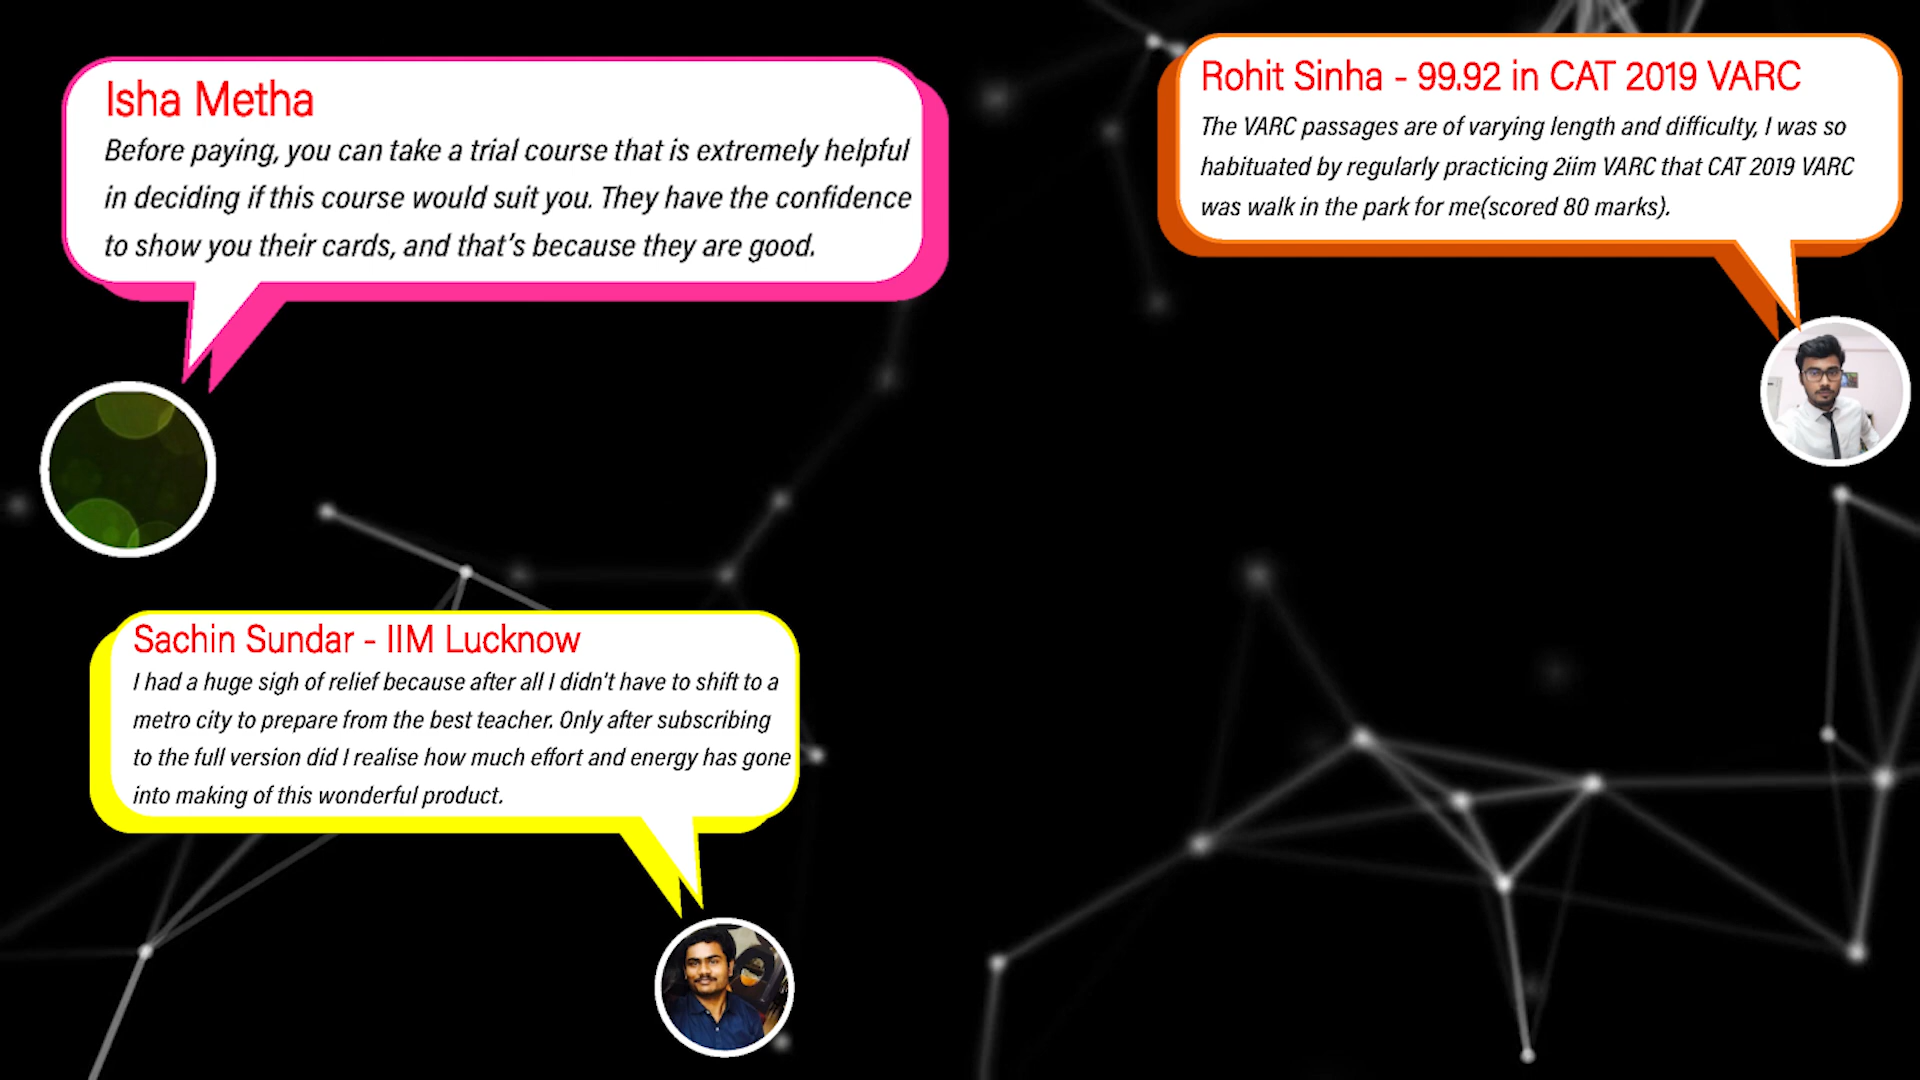 Isha Metha
Before paying, you can take a trial course that is extremely helpful
in deciding if this course would suit you. They have the confidence
to show you their cards, and that's because they are good.
Rohit Sinha - 99.92 in CAT 2019 VARC
The VARC passages are of varying length and difficulty, I was so
habituated by regularly practicing 2iim VARC that CAT 2019 VARC
was walk in the park for me(scored 80 marks).
Sachin Sundar - IIM Lucknow
I had a huge sigh of relief because after all I didn't have to shift to a
metro city to prepare from the best teacher. Only after subscribing
to the full version did I realise how much effort and energy has gone
into making of this wonderful product.